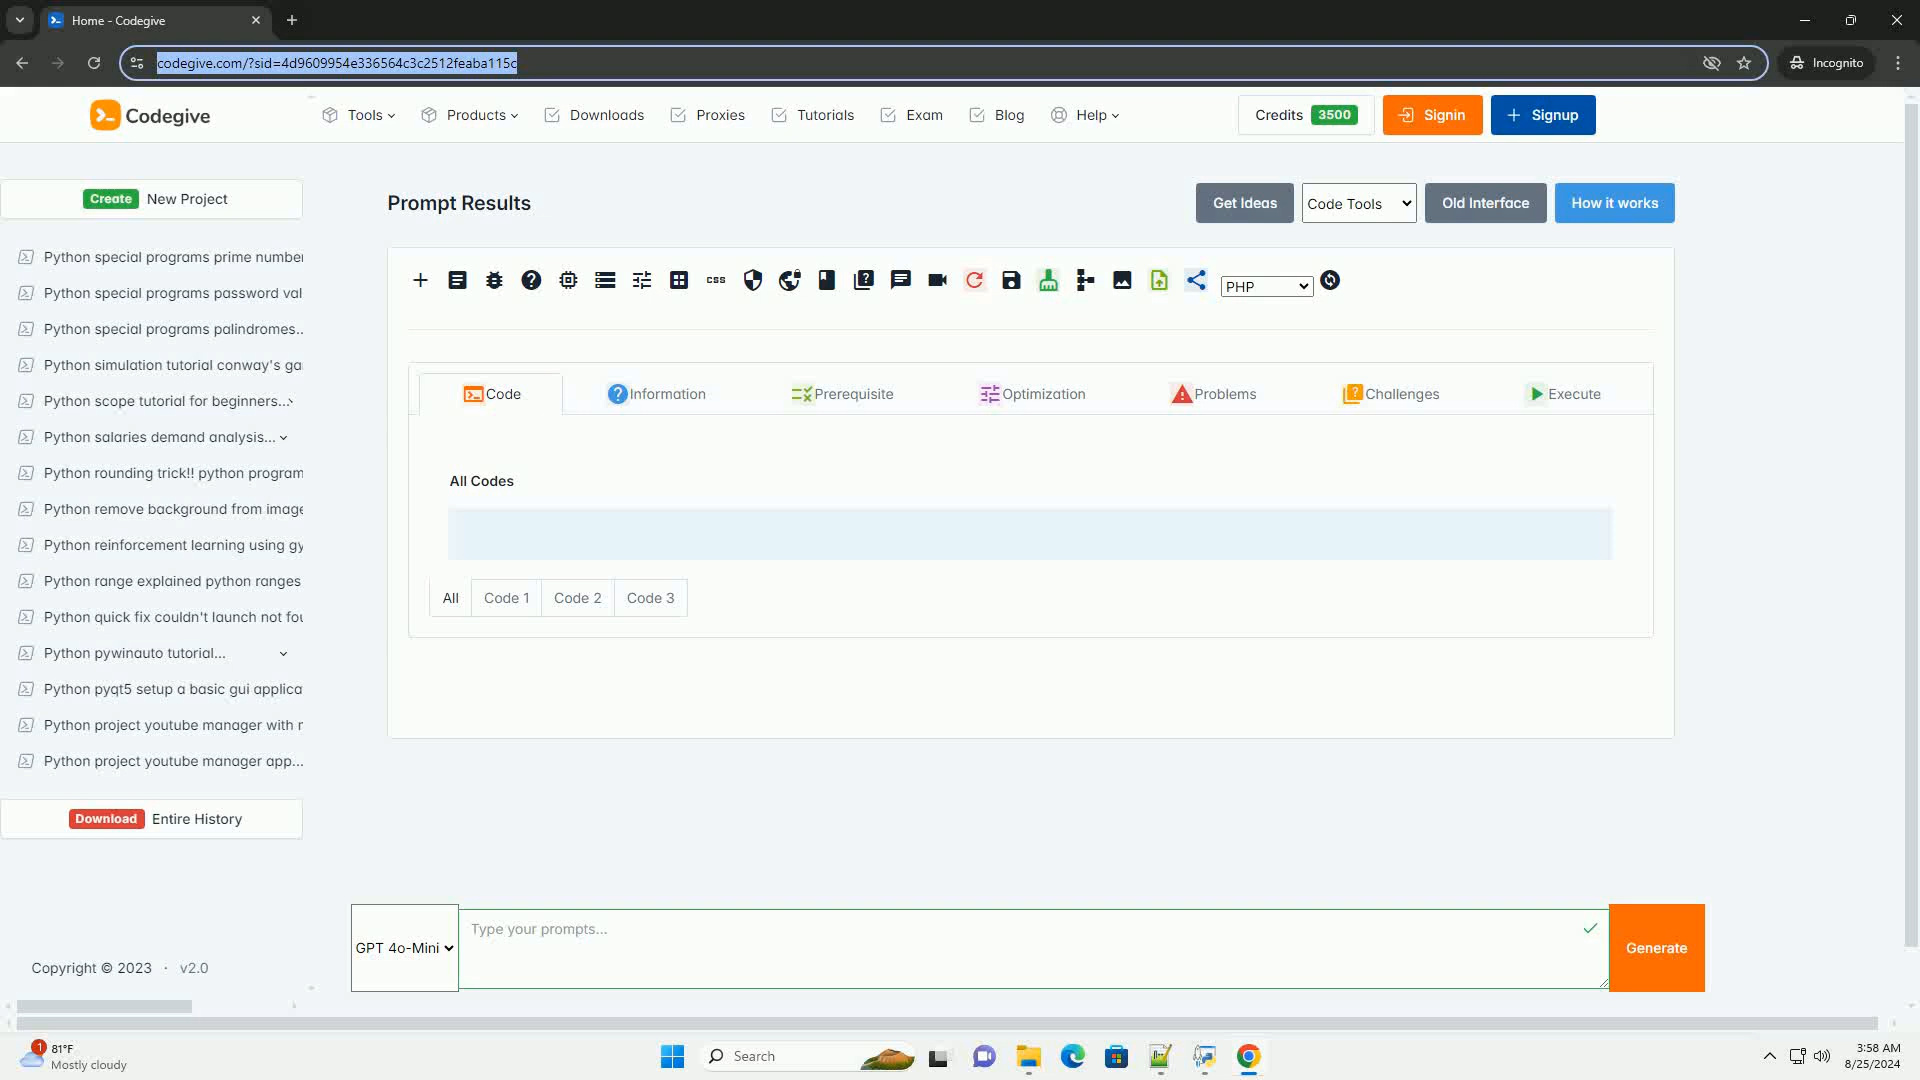 Home - Codegive
codegive.com/?sid=4d9609954e336564c3c2512feaba115c
Incognito
Codegive
Tools
Products
Downloads
Proxies
Tutorials
Exam
Blog
Help
Credits 3500
Signin
Signup
Create New Project
Python special programs prime number
Python special programs password val
Python special programs palindromes...
Python simulation tutorial conway's ga
Python scope tutorial for beginners...
Python salaries demand analysis...
Python rounding trick!! python program
Python remove background from image
Python reinforcement learning using gy
Python range explained python ranges
Python quick fix couldn't launch not fou
Python pywinauto tutorial...
Python pyqt5 setup a basic gui applica
Python project youtube manager with m
Python project youtube manager app...
Download Entire History
Copyright © 2023 · v2.0
Prompt Results
Get Ideas
Code Tools
Old Interface
How it works
css
PHP
Code
Information
Prerequisite
Optimization
Problems
Challenges
Execute
All Codes
All
Code 1
Code 2
Code 3
GPT 4o-Mini
Type your prompts...
Generate
1
81°F
Mostly cloudy
Search
3:58 AM
8/25/2024